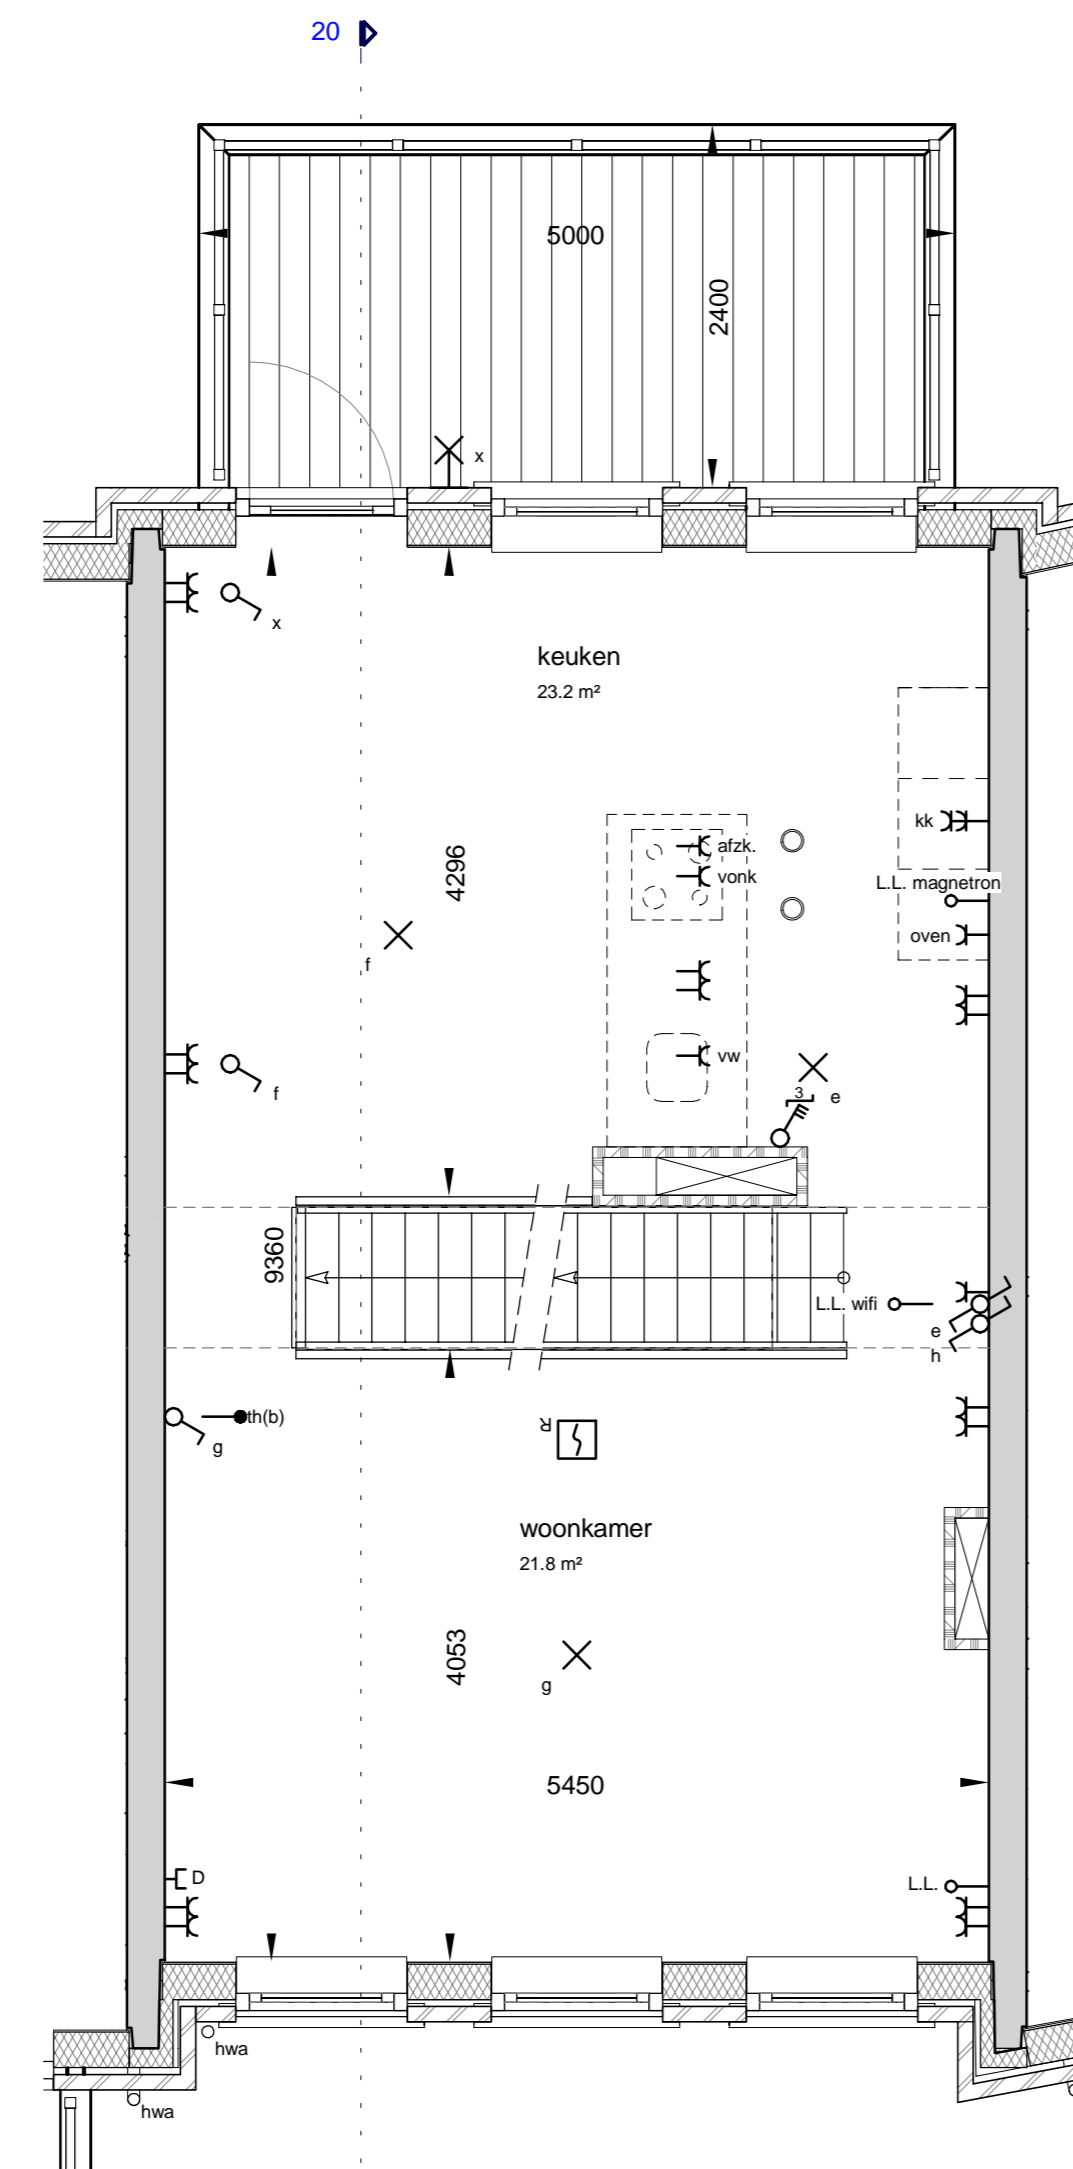 20
5000
2400
x
x
keuken
23.2 m²
kk
afzk.
vonk
L.L. magnetron
4296
oven
f
vw
f
3
e
9360
L.L. wifi
e
h
th(b)
g
R
woonkamer
21.8 m²
4053
g
5450
D
L.L.
hwa
hwa